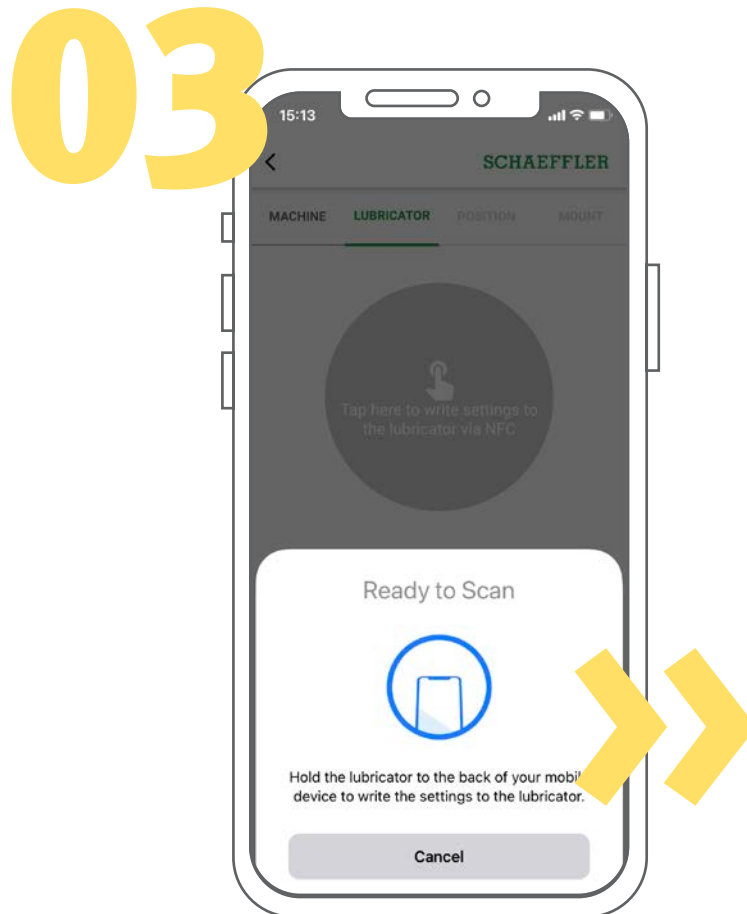 03
15:13
SCHAEFFLER
MACHINE LUBRICATOR POSITION MOUNT
Tap here to write settings to
the lubricator via NFC
Ready to Scan
Hold the lubricator to the back of your mobil
device to write the settings to the lubricator.
Cancel